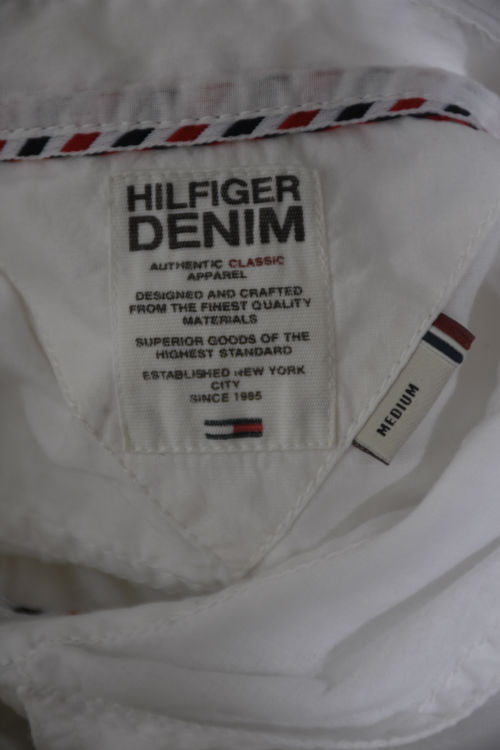 HILFIGER
DENIM
AUTHENTIC CLASSIC
APPAREL
DESIGNED AND CRAFTED
FROM THE FINEST QUALITY
MATERIALS
SUPERIOR GOODS OF THE
HIGHEST STANDARD
ESTABLISHED NEW YORK
CITY
SINCE 1985
MEDIUM